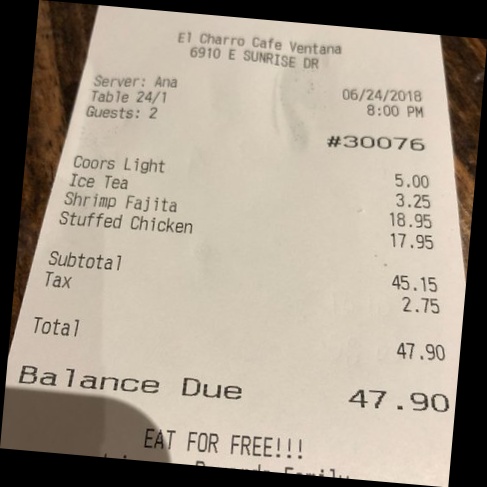 El Charro Cafe Ventana
6910 E SUNRISE DR
Server: Ana 06/24/2018
Table 24/1 8:00 PM
Guests: 2
#30076
Coors Light 5.00
Ice Tea 3.25
Shrimp Fajita 18.95
Stuffed Chicken 17.95
Subtotal 45.15
Tax 2.75
Total 47.90
Balance Due 47.90
EAT FOR FREE!!!